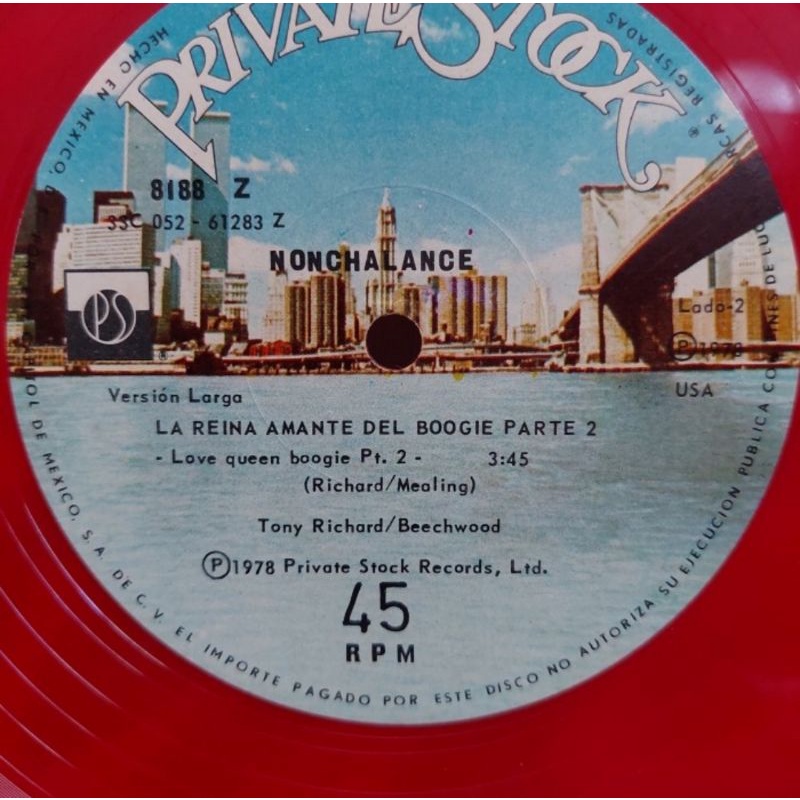 PRIVATE STOCK
®
8188 Z
33C 052 - 61283 Z
NONCHALANCE
PS
®
Lado-2
Ⓟ 1978
USA
Versión Larga
LA REINA AMANTE DEL BOOGIE PARTE 2
- Love queen boogie Pt. 2 - 3:45
(Richard/Mealing)
Tony Richard/Beechwood
Ⓟ1978 Private Stock Records, Ltd.
45
RPM
HECHO EN MEXICO,
DE MEXICO, S.A. DE C.V. EL IMPORTE PAGADO POR ESTE DISCO NO AUTORIZA SU EJECUCION PUBLICA CON FINES DE LUC
RCAS REGISTRADAS